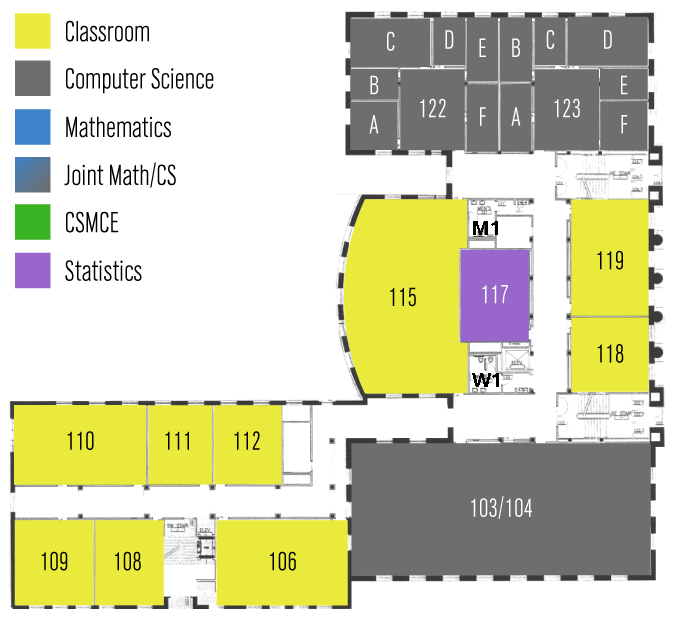 Classroom
Computer Science
Mathematics
Joint Math/CS
CSMCE
Statistics
C D E B C D
B E
122 123
A F A F
M1
119
115 117
118
W1
110 111 112
103/104
109 108 106